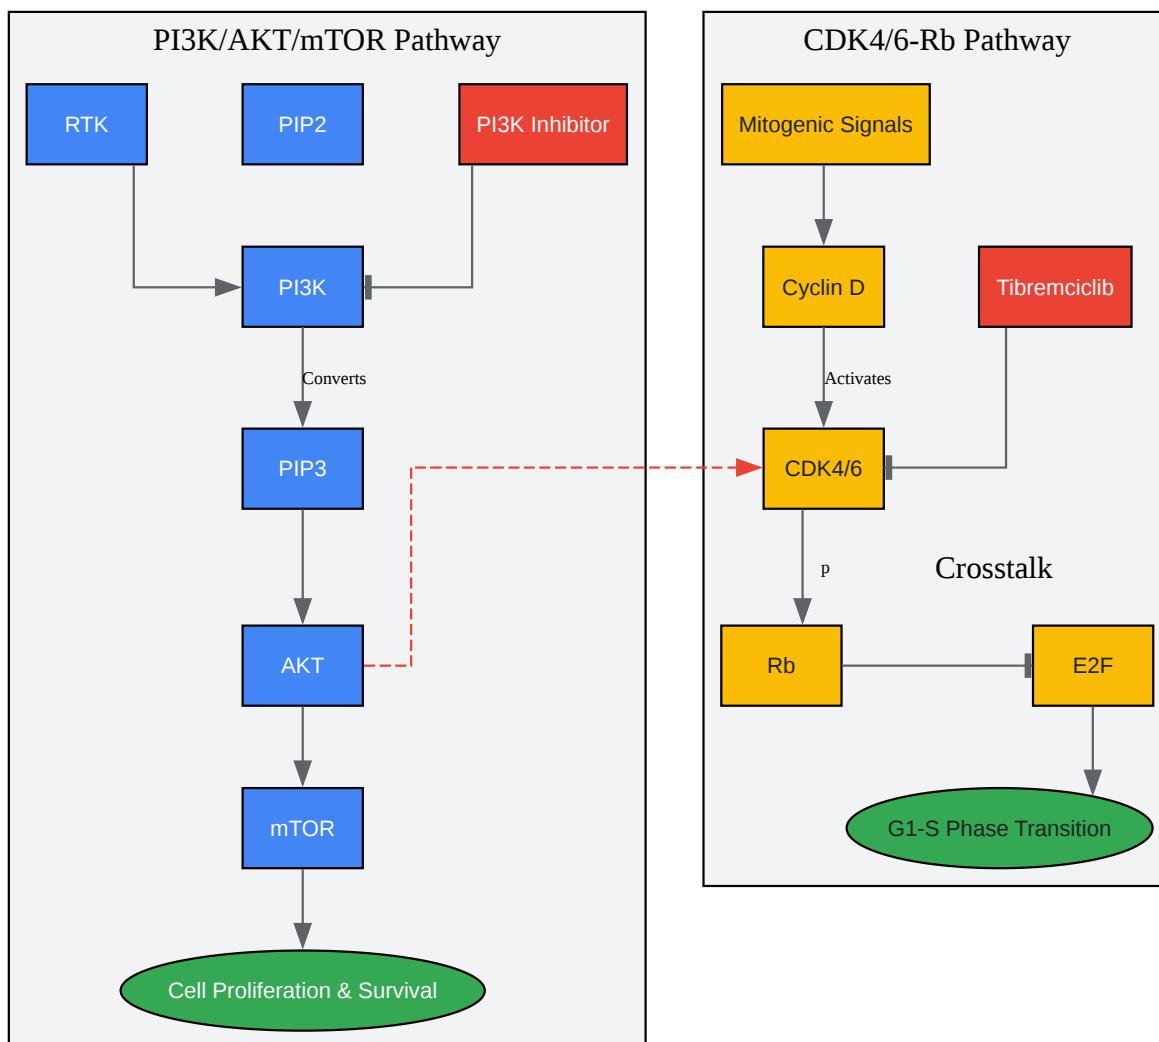 PI3K/AKT/mTOR Pathway
RTK
PIP2
PI3K Inhibitor
PI3K
Converts
PIP3
AKT
mTOR
Cell Proliferation & Survival
CDK4/6-Rb Pathway
Mitogenic Signals
Cyclin D
Tibremciclib
Activates
CDK4/6
p
Crosstalk
Rb
E2F
G1-S Phase Transition